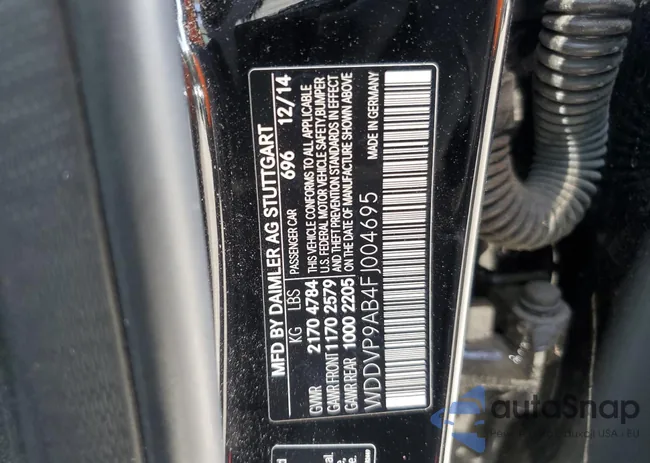 MFD BY DAIMLER AG STUTTGART
696 12/14
KG LBS PASSENGER CAR
GVWR 2170 4784
GAWR FRONT 1170 2579
GAWR REAR 1000 2205
THIS VEHICLE CONFORMS TO ALL APPLICABLE
U.S. FEDERAL MOTOR VEHICLE SAFETY,BUMPER
AND THEFT PREVENTION STANDARDS IN EFFECT
ON THE DATE OF MANUFACTURE SHOWN ABOVE
WDDVP9AB4FJ004695
MADE IN GERMANY
autoSnap
USA - EU